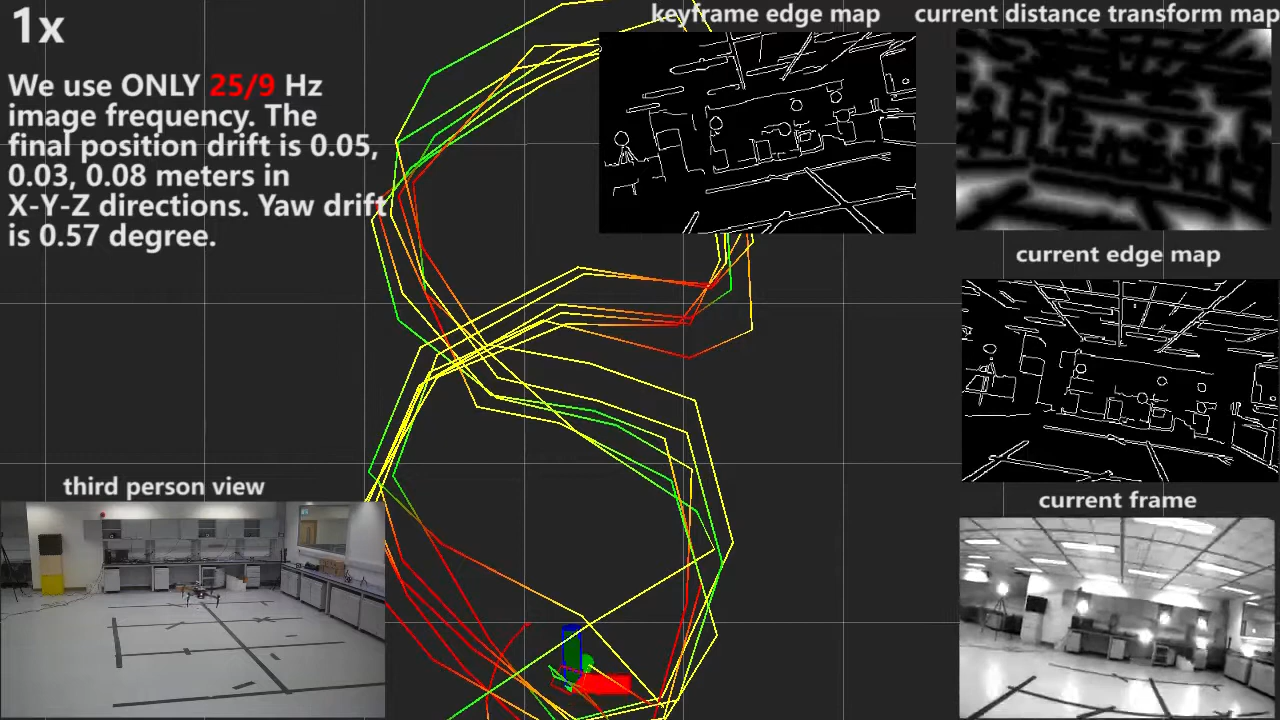 1x
We use ONLY 25/9 Hz
image frequency. The
final position drift is 0.05,
0.03, 0.08 meters in
X-Y-Z directions. Yaw drift
is 0.57 degree.
keyframe edge map
current distance transform map
current edge map
third person view
current frame